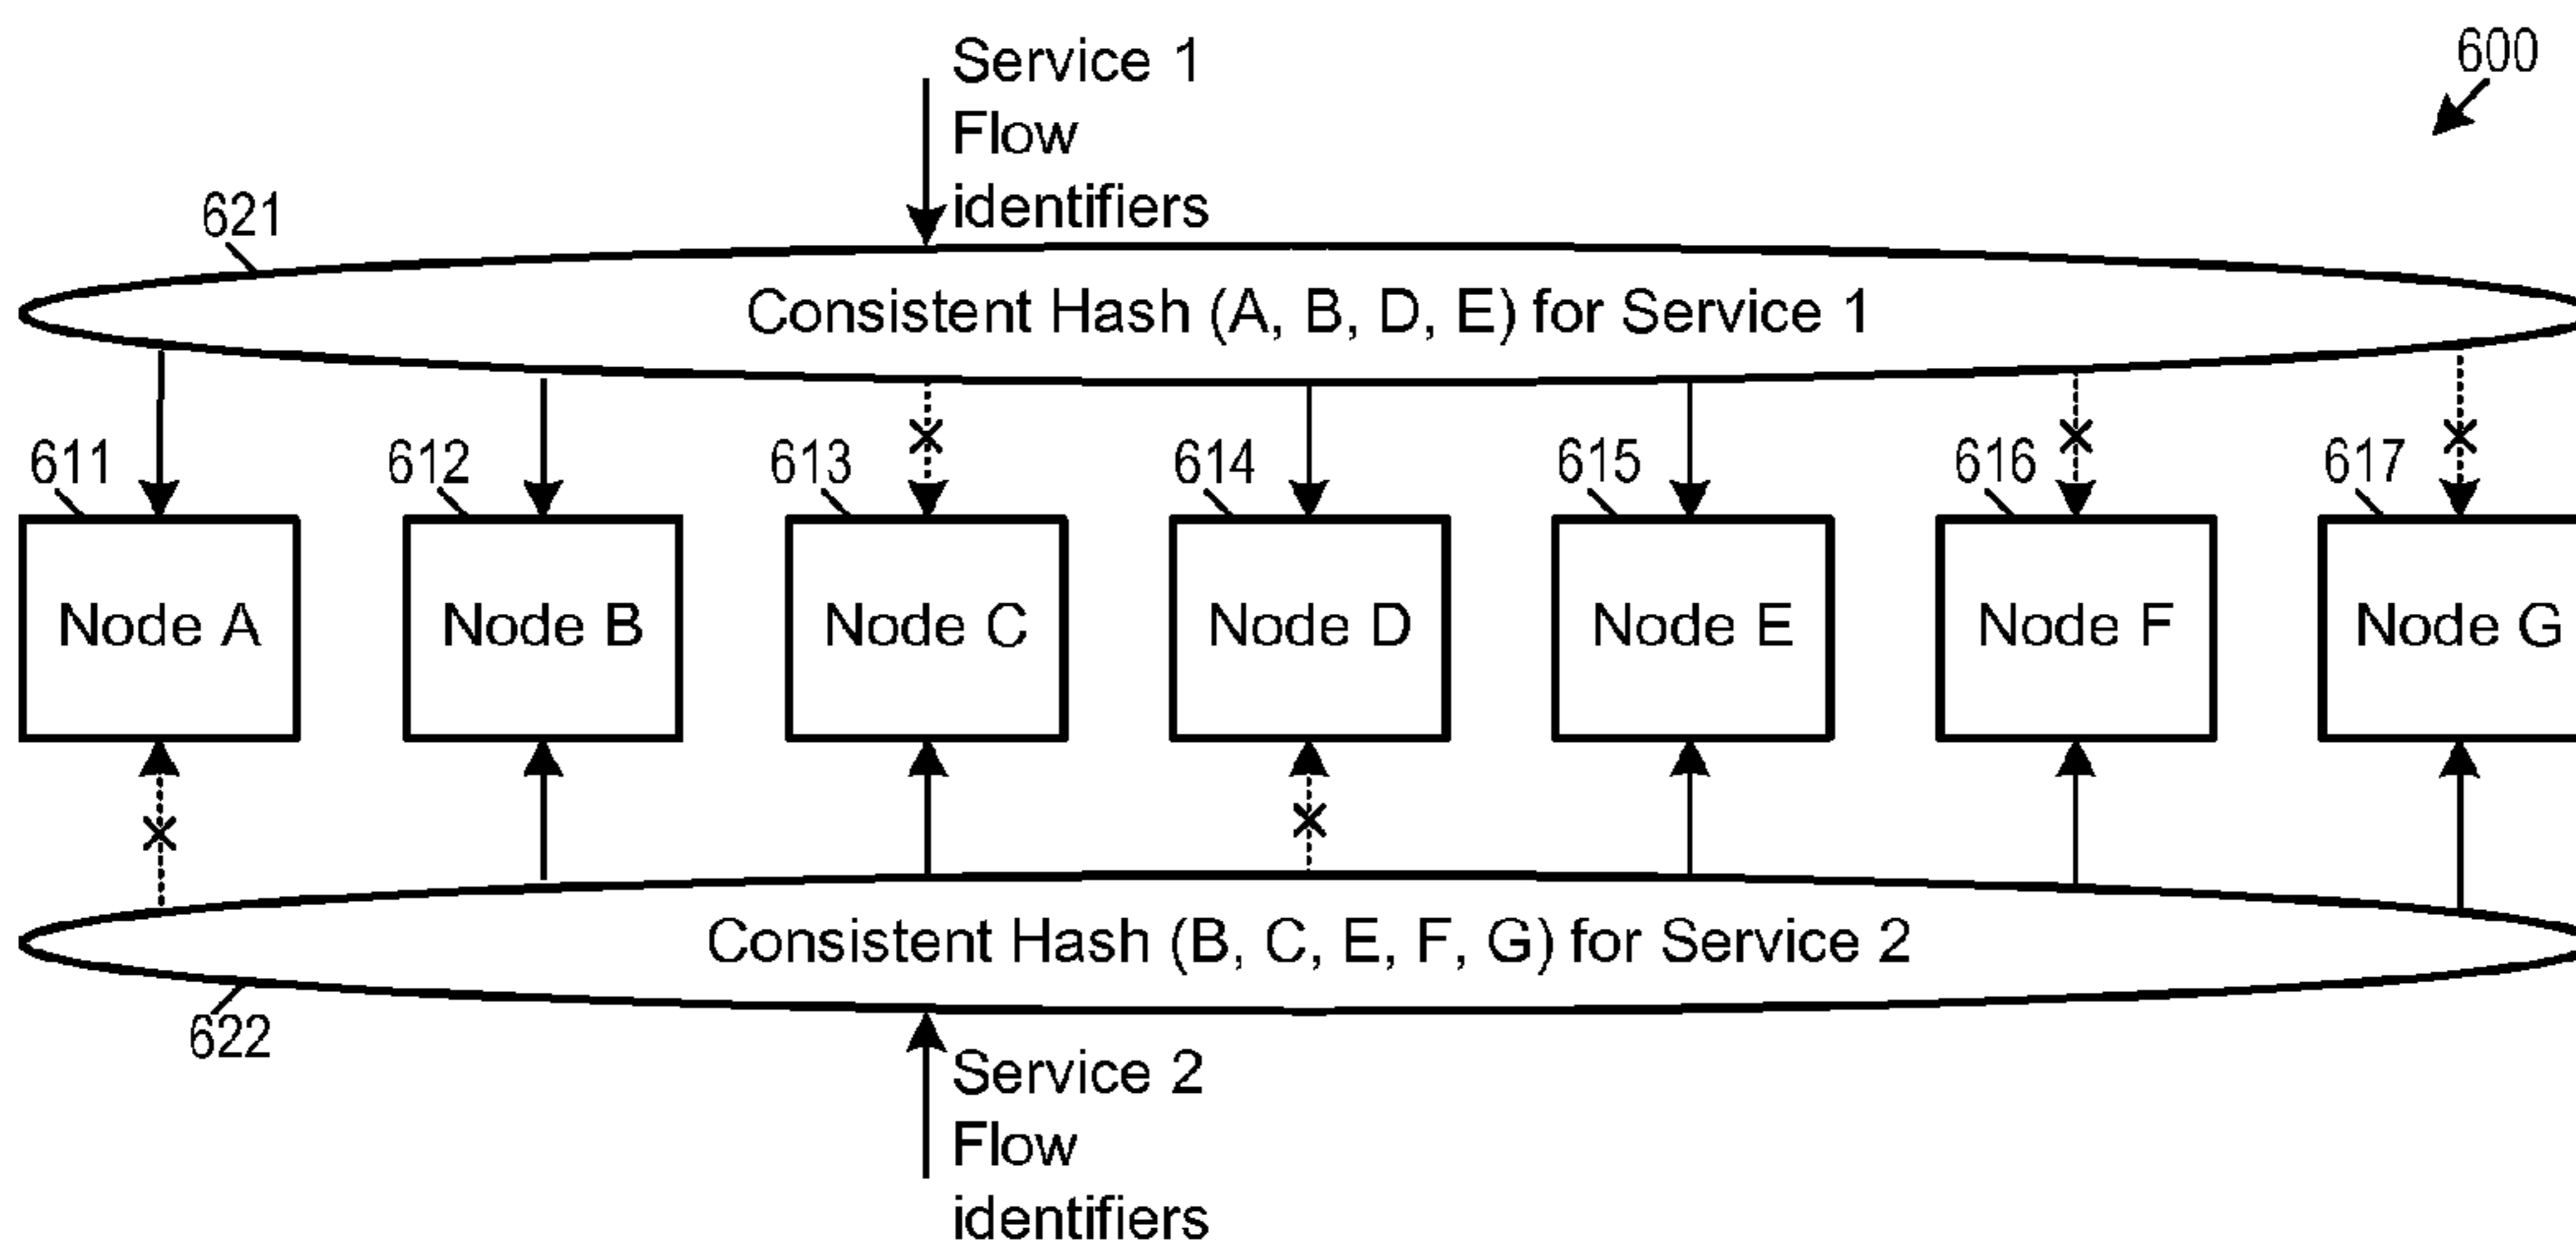 Service 1
Flow
identifiers
600
621
Consistent Hash (A, B, D, E) for Service 1
611
612
613
614
615
616
617
Node A
Node B
Node C
Node D
Node E
Node F
Node G
Consistent Hash (B, C, E, F, G) for Service 2
622
Service 2
Flow
identifiers